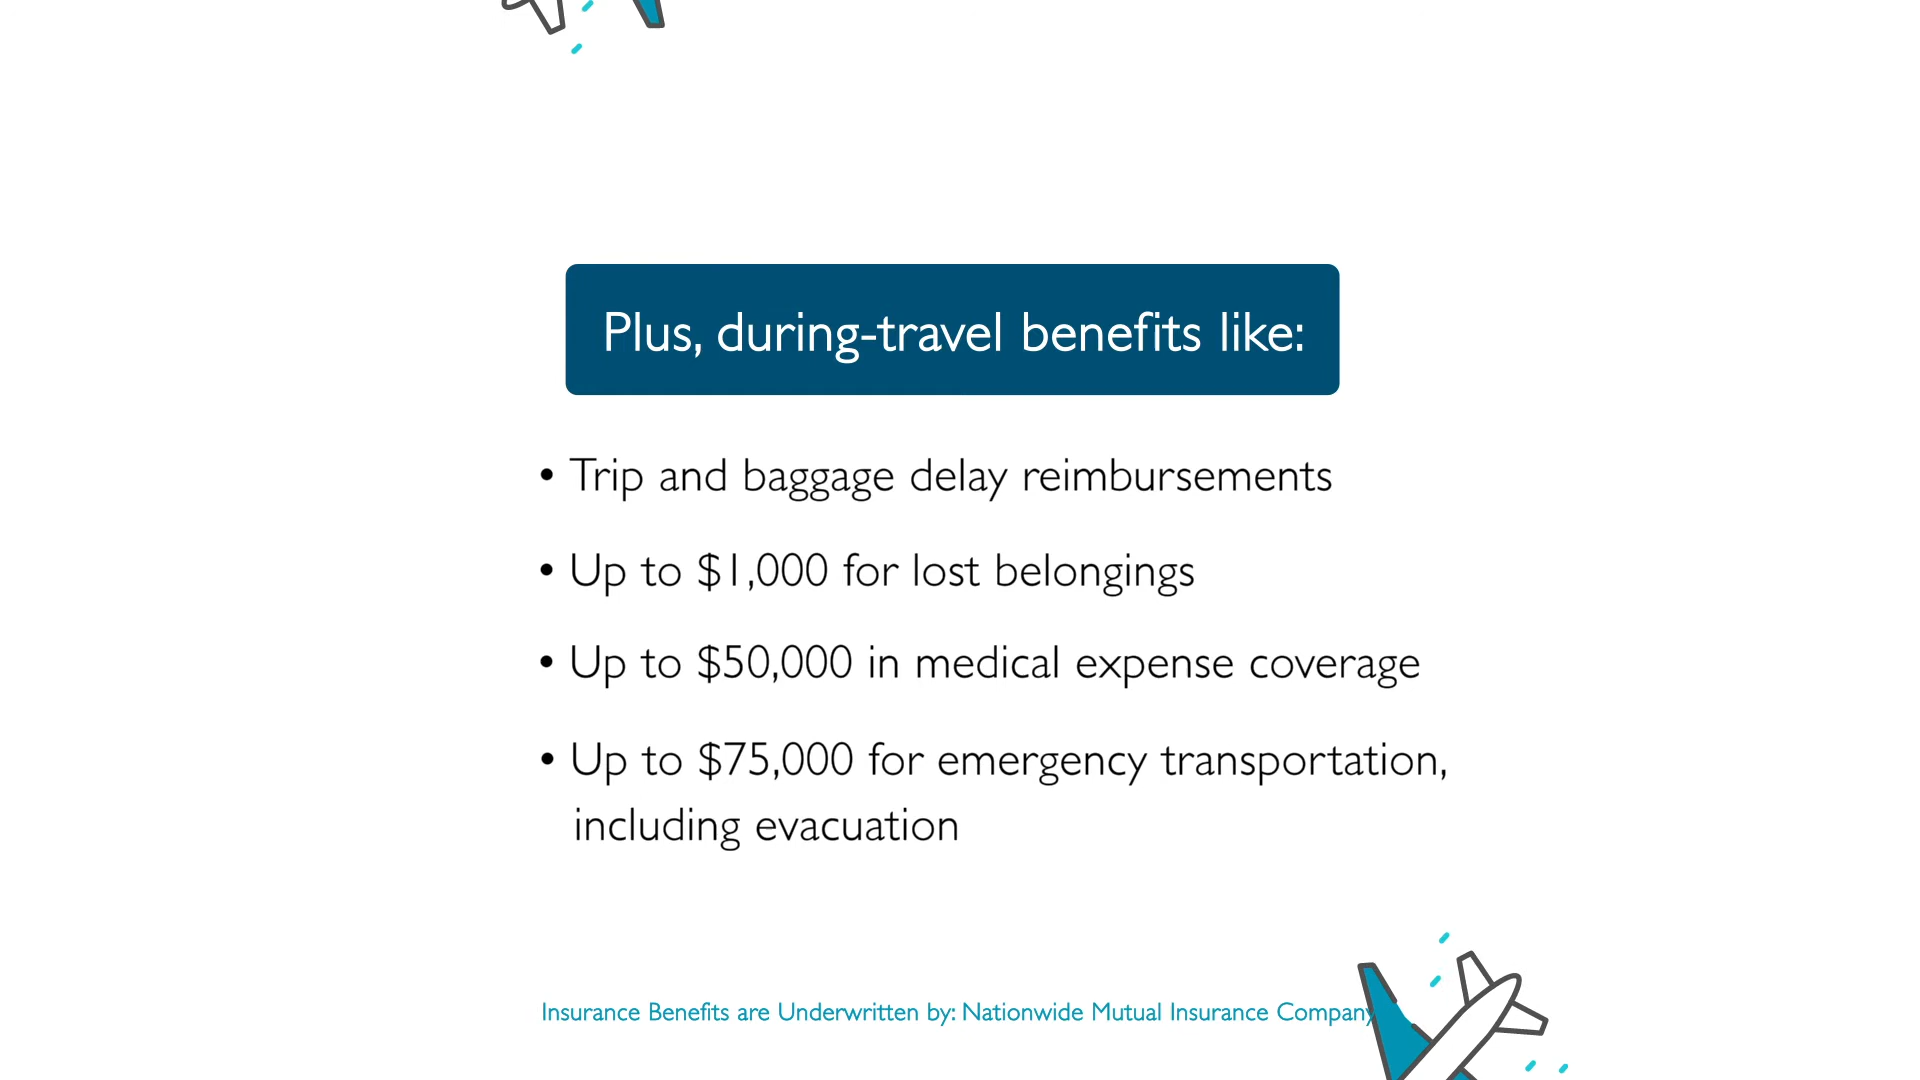 Plus, during-travel benefits like:
• Trip and baggage delay reimbursements
• Up to $1,000 for lost belongings
• Up to $50,000 in medical expense coverage
• Up to $75,000 for emergency transportation,
including evacuation
Insurance Benefits are Underwritten by: Nationwide Mutual Insurance Company